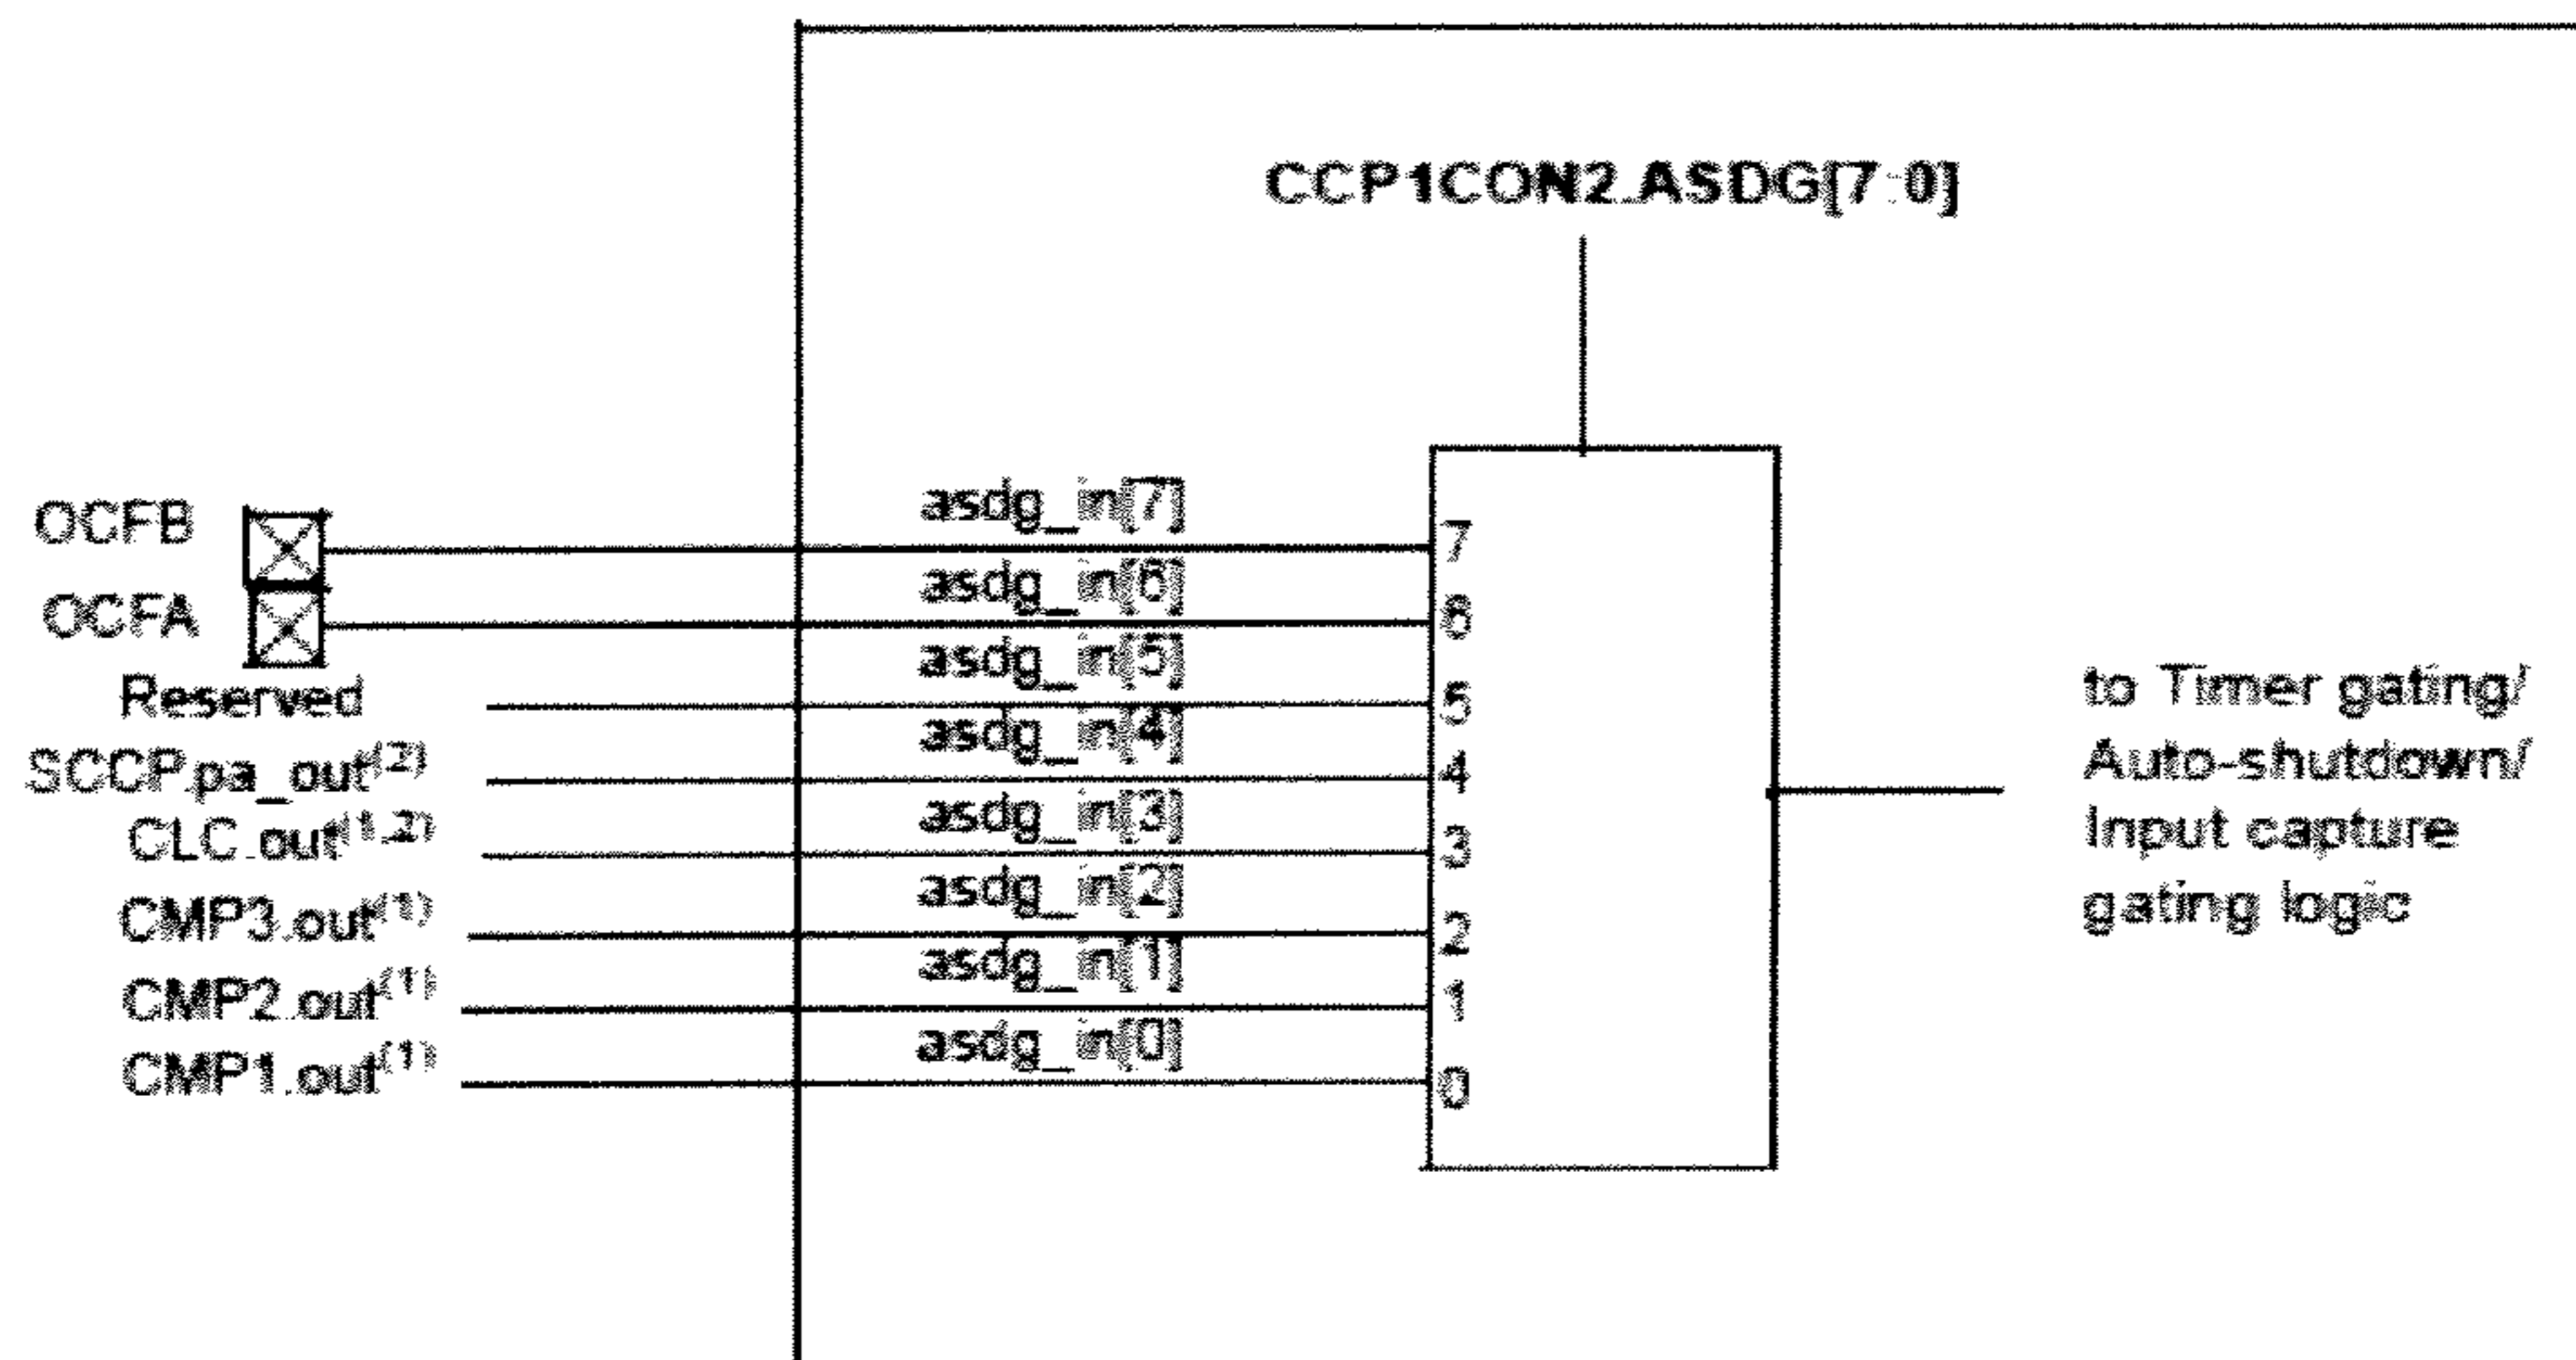 CCP1CON2.ASDG[7:0]
OCFB
asdg_in[7]
7
OCFA
asdg_in[6]
6
Reserved
asdg_in[5]
5
SCCP.pa_out(2)
asdg_in[4]
4
CLC.out(1,2)
asdg_in[3]
3
CMP3.out(1)
asdg_in[2]
2
CMP2.out(1)
asdg_in[1]
1
CMP1.out(1)
asdg_in[0]
0
to Timer gating/
Auto-shutdown/
Input capture
gating logic